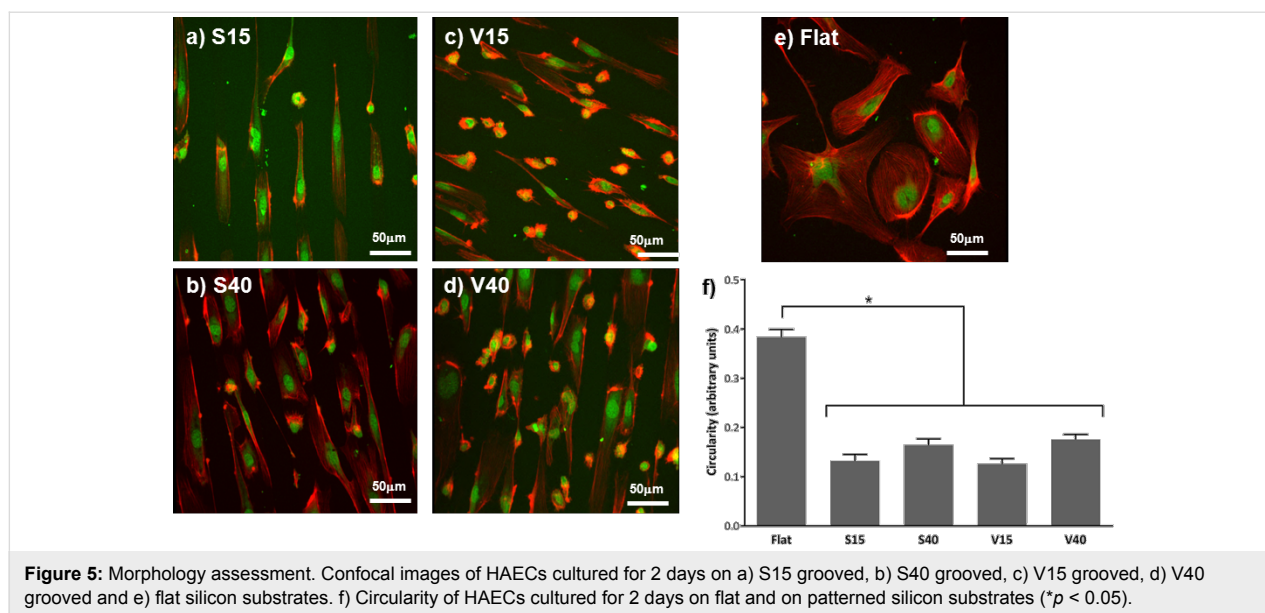 a) S15
50μm
c) V15
50μm
e) Flat
50μm
b) S40
50μm
d) V40
50μm
f)
Circularity (arbitrary units)
0.5
0.4
0.3
0.2
0.1
0.0
*
Flat S15 S40 V15 V40
Figure 5: Morphology assessment. Confocal images of HAECs cultured for 2 days on a) S15 grooved, b) S40 grooved, c) V15 grooved, d) V40
grooved and e) flat silicon substrates. f) Circularity of HAECs cultured for 2 days on flat and on patterned silicon substrates (*p < 0.05).